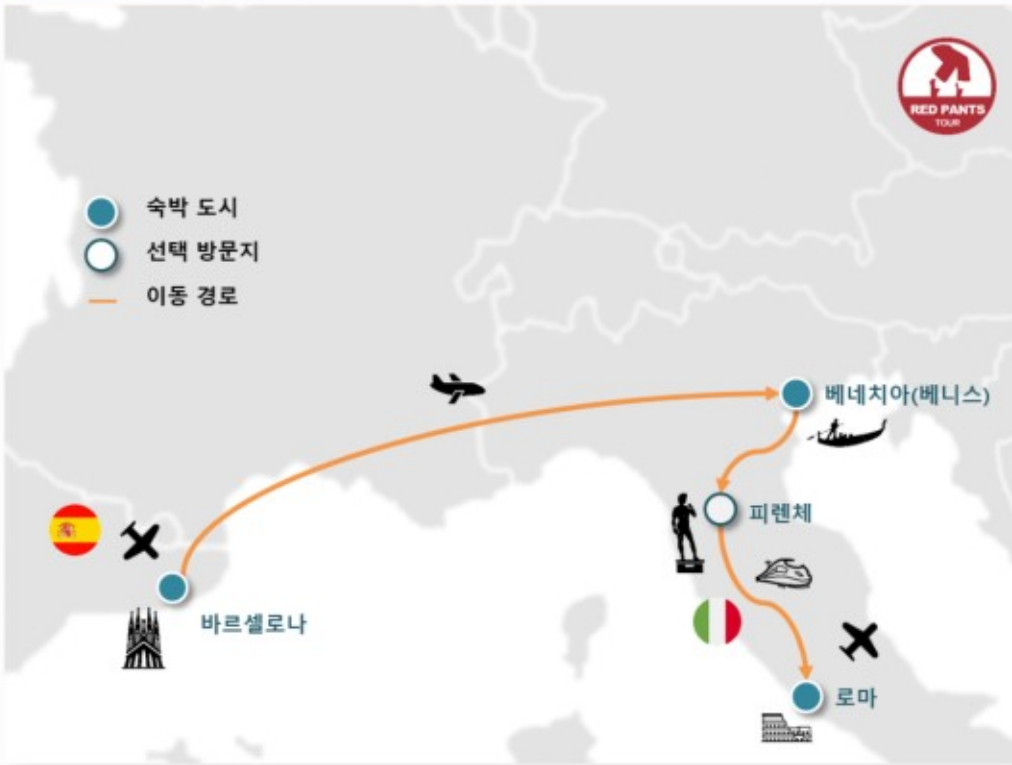 RED PANTS
TOUR
숙박 도시
선택 방문지
이동 경로
베네치아(베니스)
피렌체
바르셀로나
로마